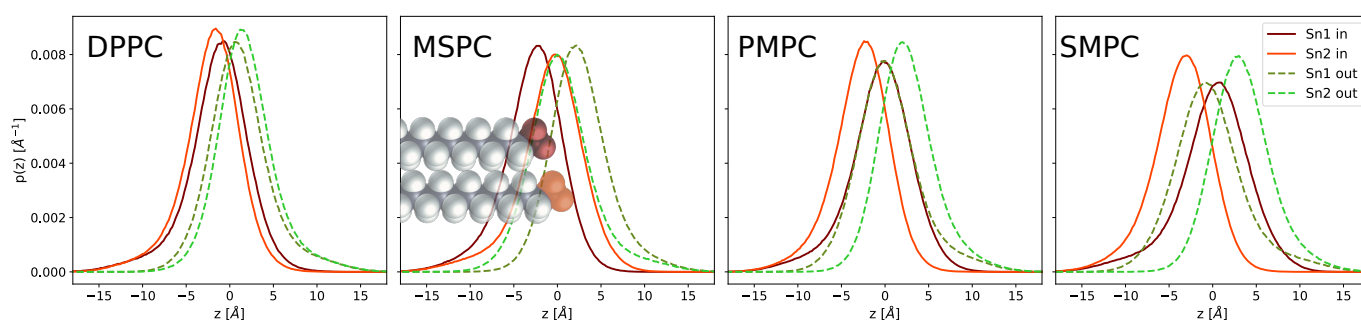 DPPC
MSPC
PMPC
SMPC
Sn1 in
Sn2 in
Sn1 out
Sn2 out
p(z) [Å⁻¹]
0.008
0.006
0.004
0.002
0.000
−15 −10 −5 0 5 10 15
−15 −10 −5 0 5 10 15
−15 −10 −5 0 5 10 15
−15 −10 −5 0 5 10 15
z [Å]
z [Å]
z [Å]
z [Å]